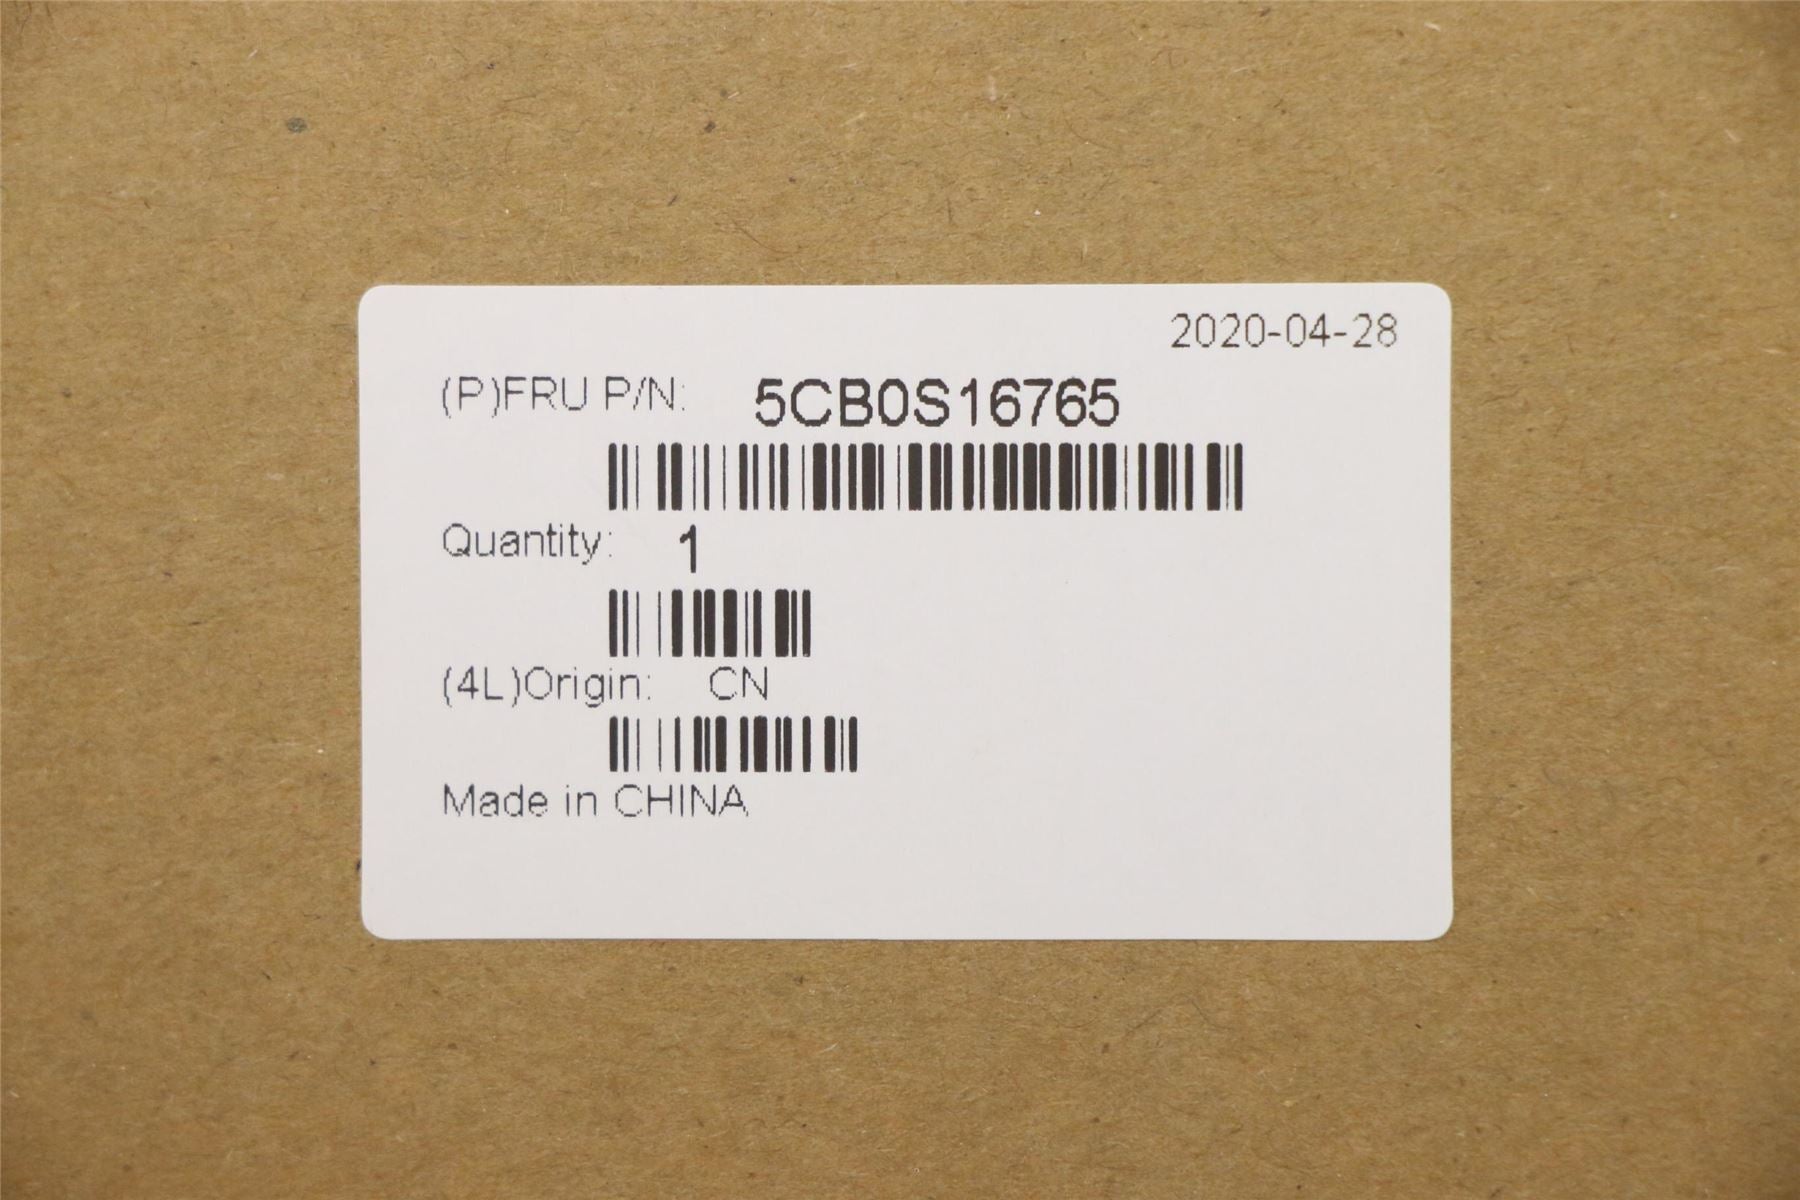 2020-04-28
(P)FRU P/N: 5CB0S16765
Quantity: 1
(4L)Origin: CN
Made in CHINA